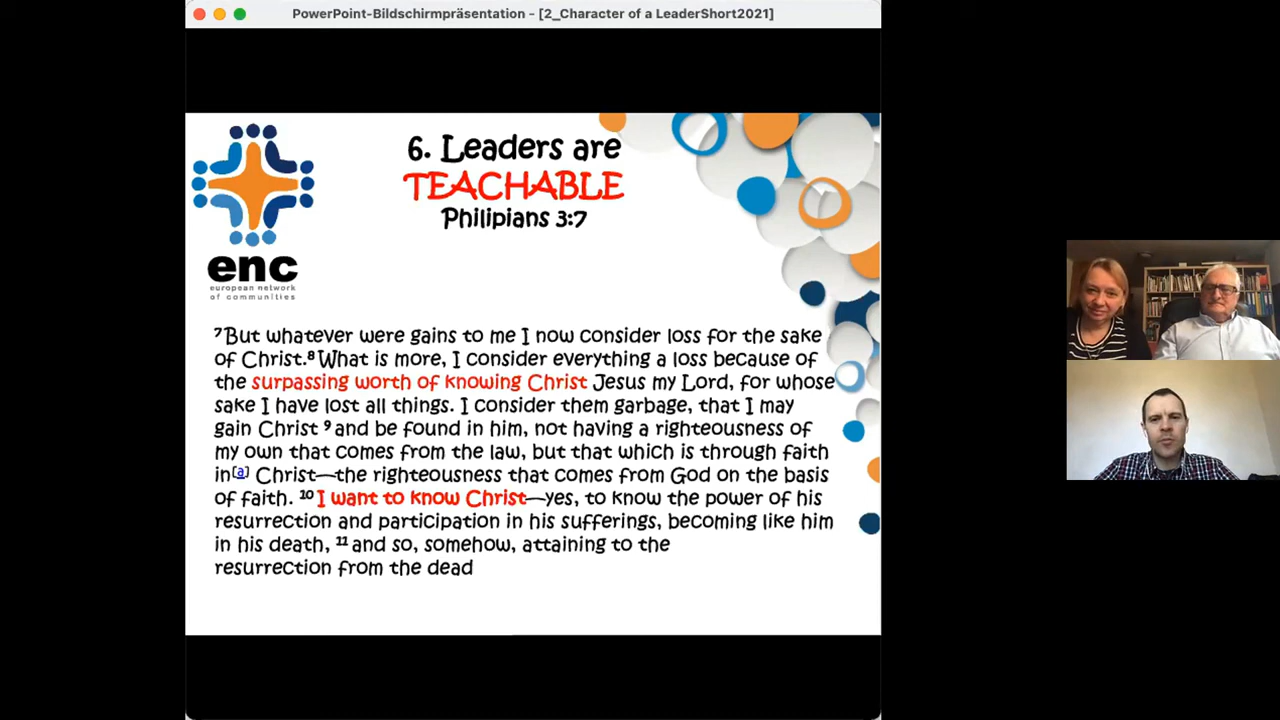 PowerPoint-Bildschirmpräsentation - [2_Character of a LeaderShort2021]
6. Leaders are
TEACHABLE
Philipians 3:7
enc
european network
of communities
⁷But whatever were gains to me I now consider loss for the sake
of Christ.⁸ What is more, I consider everything a loss because of
the surpassing worth of knowing Christ Jesus my Lord, for whose
sake I have lost all things. I consider them garbage, that I may
gain Christ ⁹ and be found in him, not having a righteousness of
my own that comes from the law, but that which is through faith
in[a] Christ—the righteousness that comes from God on the basis
of faith. ¹⁰ I want to know Christ—yes, to know the power of his
resurrection and participation in his sufferings, becoming like him
in his death, ¹¹ and so, somehow, attaining to the
resurrection from the dead